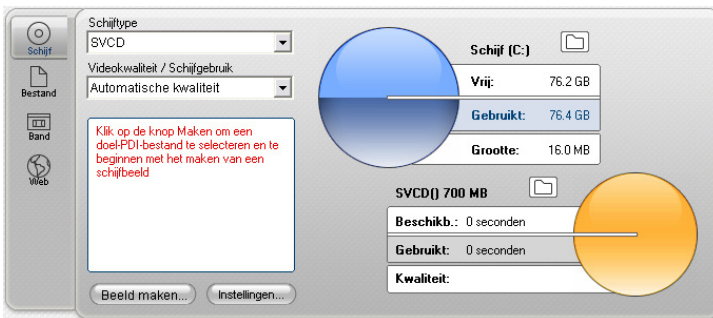 Schijf
Bestand
Band
Web
Schijftype
SVCD
Videokwaliteit / Schijfgebruik
Automatische kwaliteit
Klik op de knop Maken om een
doel-PDI-bestand te selecteren en te
beginnen met het maken van een
schijfbeeld
Beeld maken...
Instellingen...
Schijf (C:)
Vrij: 76.2 GB
Gebruikt: 76.4 GB
Grootte: 16.0 MB
SVCD() 700 MB
Beschikb.: 0 seconden
Gebruikt: 0 seconden
Kwaliteit: